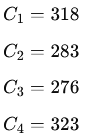 C₁ = 318
C₂ = 283
C₃ = 276
C₄ = 323